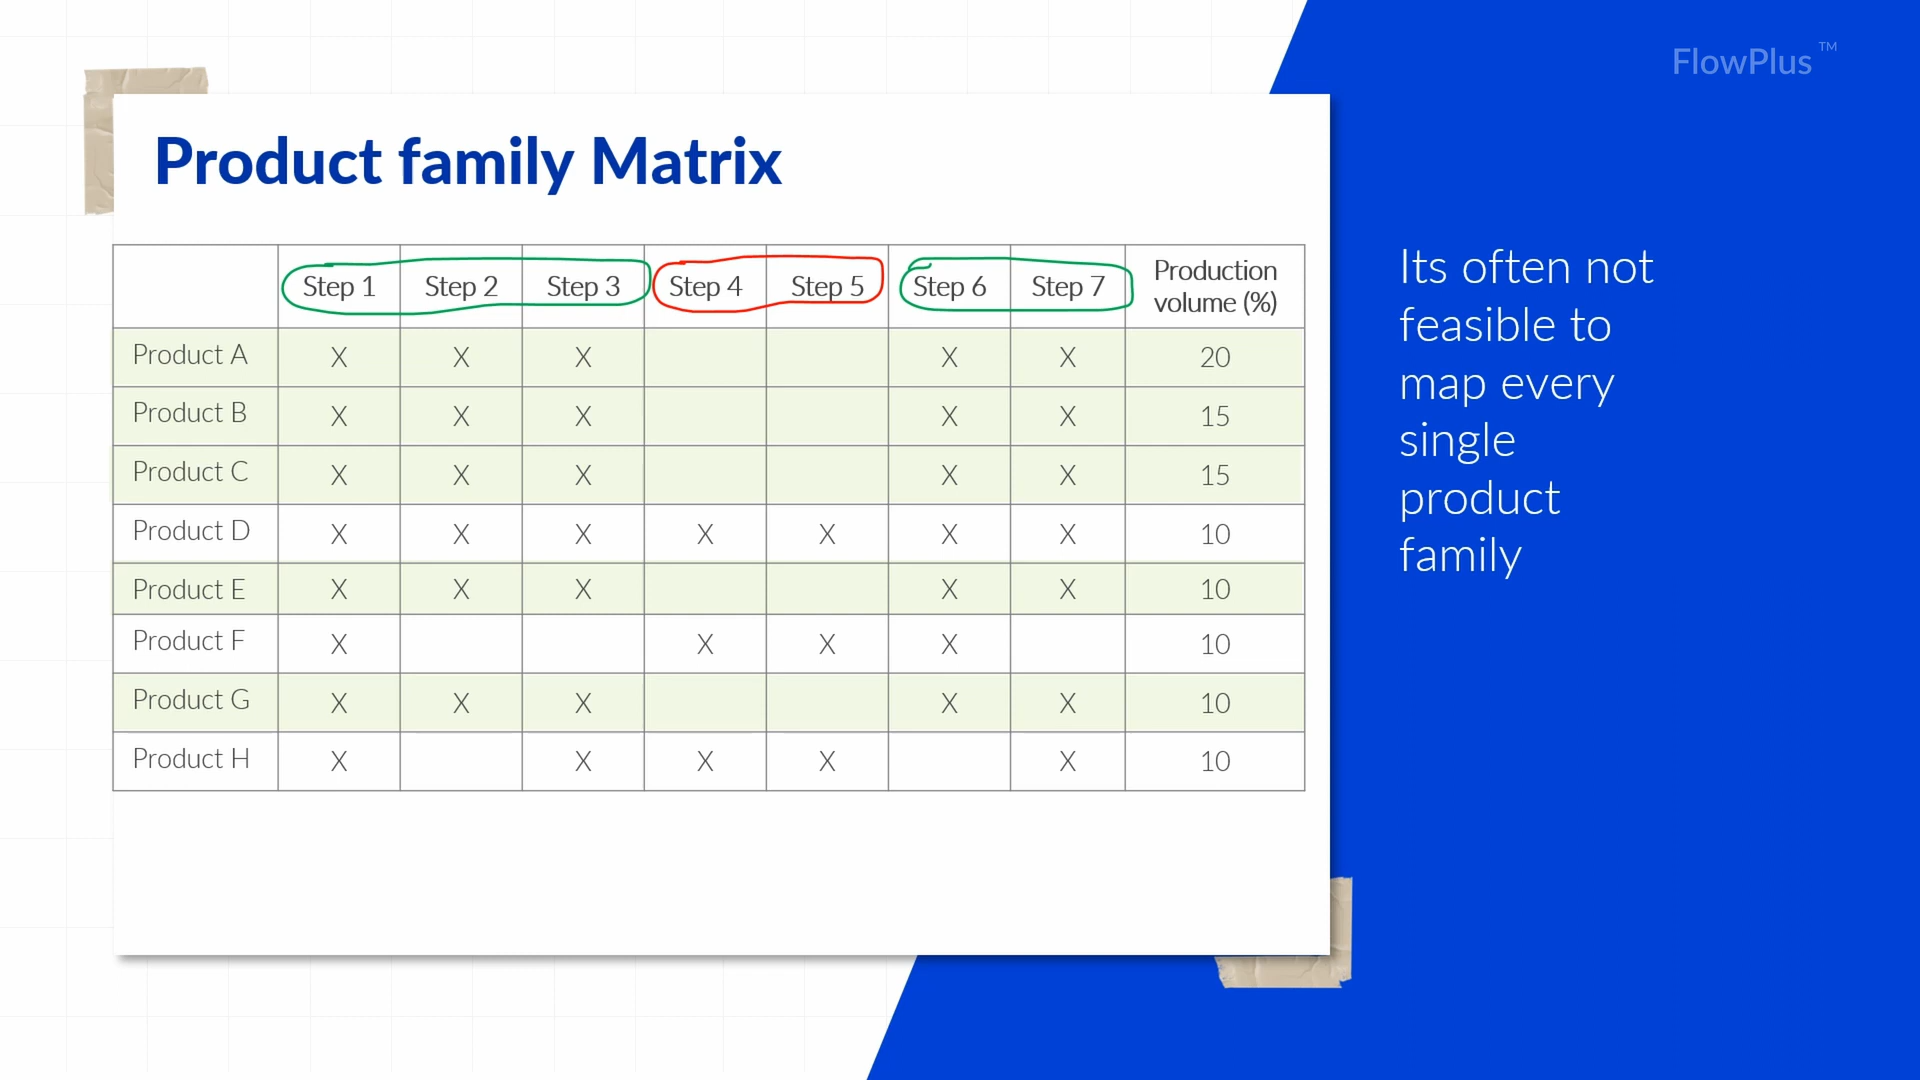 FlowPlus™
Product family Matrix
Step 1 Step 2 Step 3 Step 4 Step 5 Step 6 Step 7 Production volume (%)
Product A X X X X X 20
Product B X X X X X 15
Product C X X X X X 15
Product D X X X X X X X 10
Product E X X X X X 10
Product F X X X X 10
Product G X X X X X 10
Product H X X X X X 10
Its often not
feasible to
map every
single
product
family